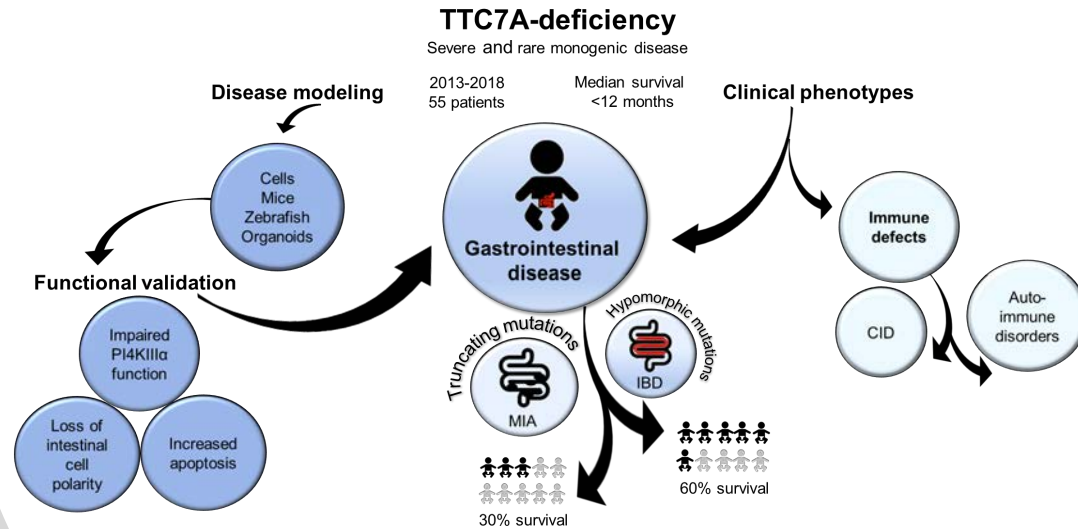 TTC7A-deficiency
Severe and rare monogenic disease
2013-2018
55 patients
Median survival
<12 months
Disease modeling
Cells
Mice
Zebrafish
Organoids
Functional validation
Impaired
PI4KIIIα
function
Loss of
intestinal
cell
polarity
Increased
apoptosis
Gastrointestinal
disease
Truncating mutations
MIA
Hypomorphic mutations
IBD
30% survival
60% survival
Clinical phenotypes
Immune
defects
CID
Auto-
immune
disorders